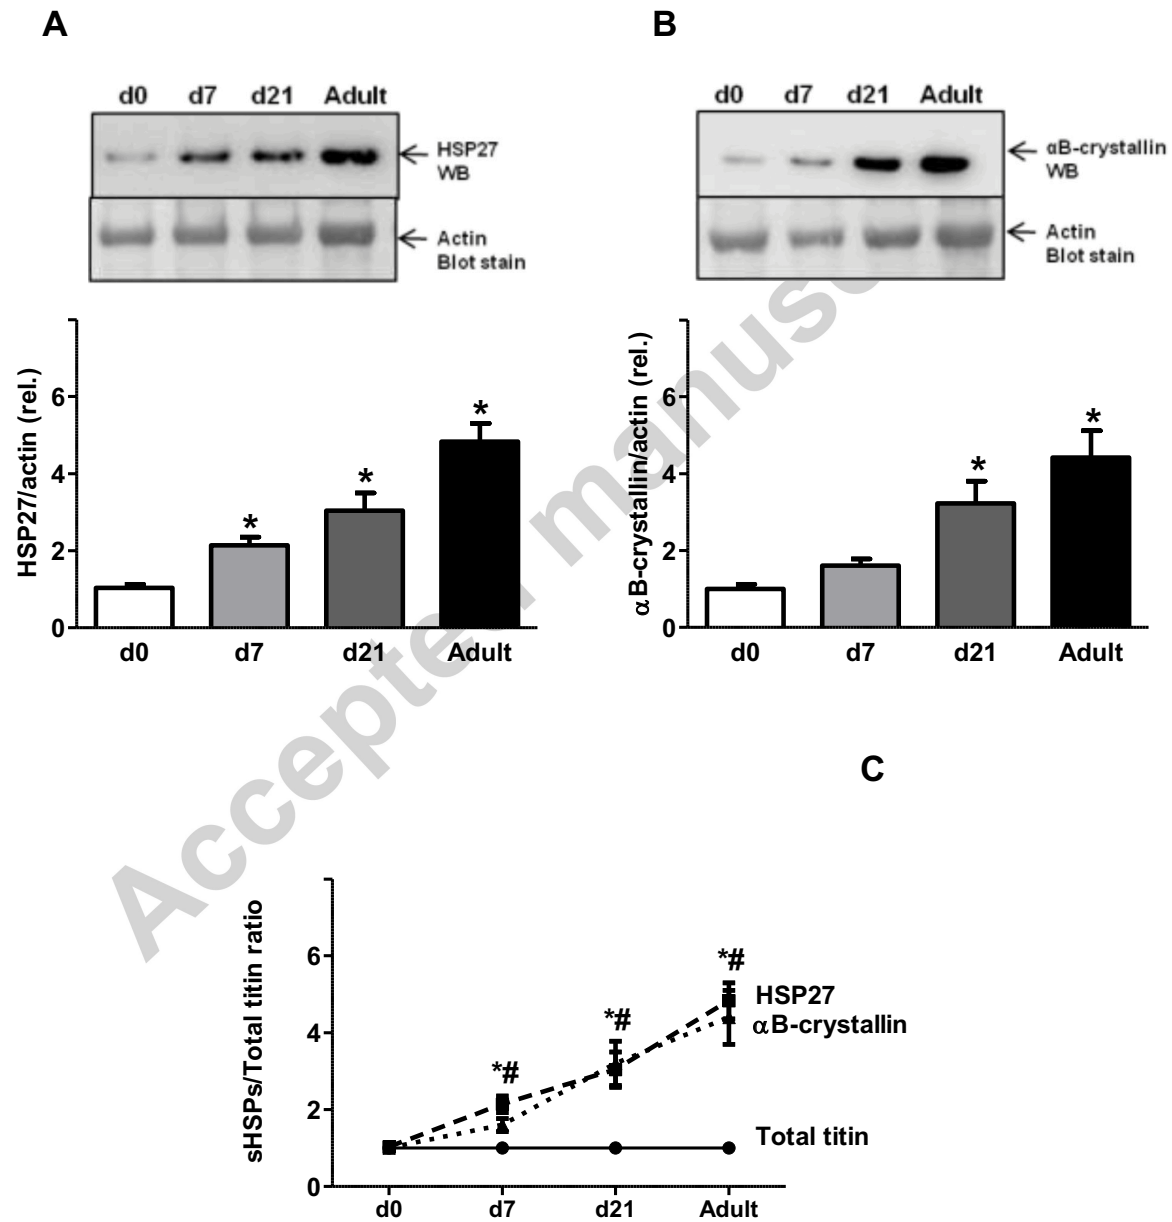 A
d0 d7 d21 Adult
HSP27
WB
Actin
Blot stain
HSP27/actin (rel.)
6
4
2
0
* * *
d0 d7 d21 Adult
B
d0 d7 d21 Adult
αB-crystallin
WB
Actin
Blot stain
αB-crystallin/actin (rel.)
6
4
2
0
* *
d0 d7 d21 Adult
C
sHSPs/Total titin ratio
6
4
2
0
*# *# *#
HSP27
αB-crystallin
Total titin
d0 d7 d21 Adult
Accepted manus